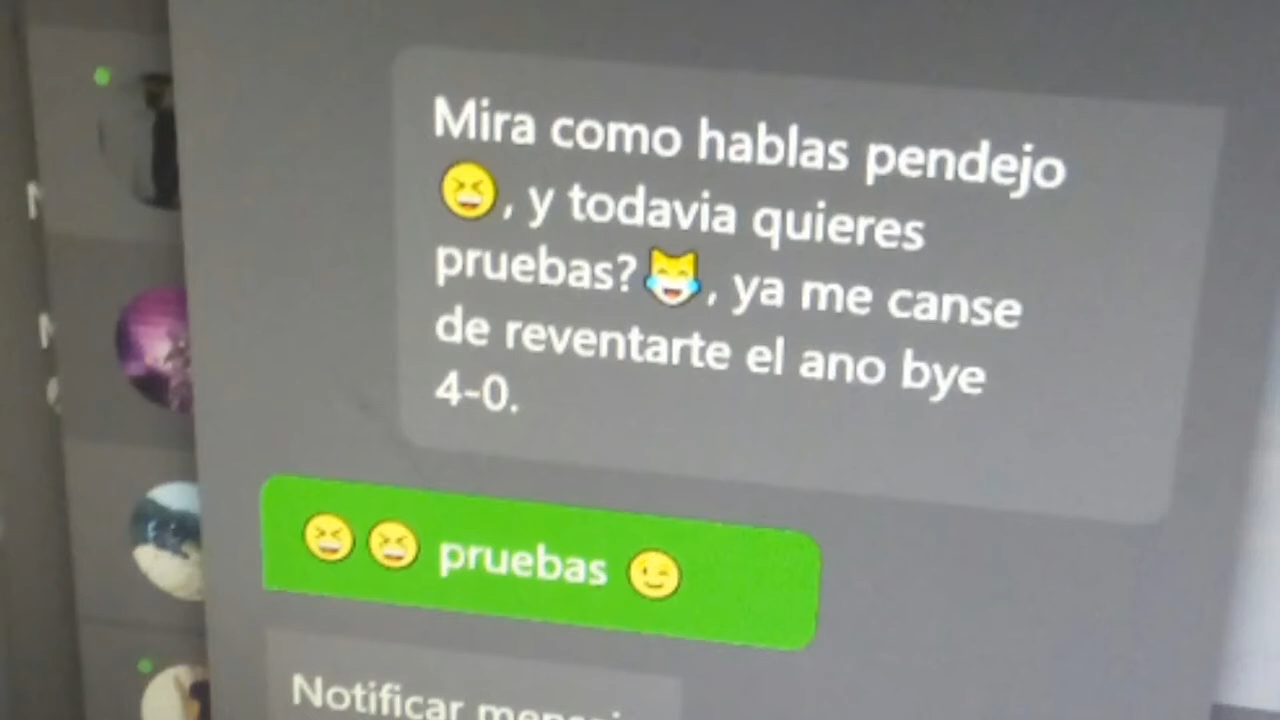 Mira como hablas pendejo
😆, y todavia quieres
pruebas?😹, ya me canse
de reventarte el ano bye
4-0.
😆😆 pruebas 😉
Notificar